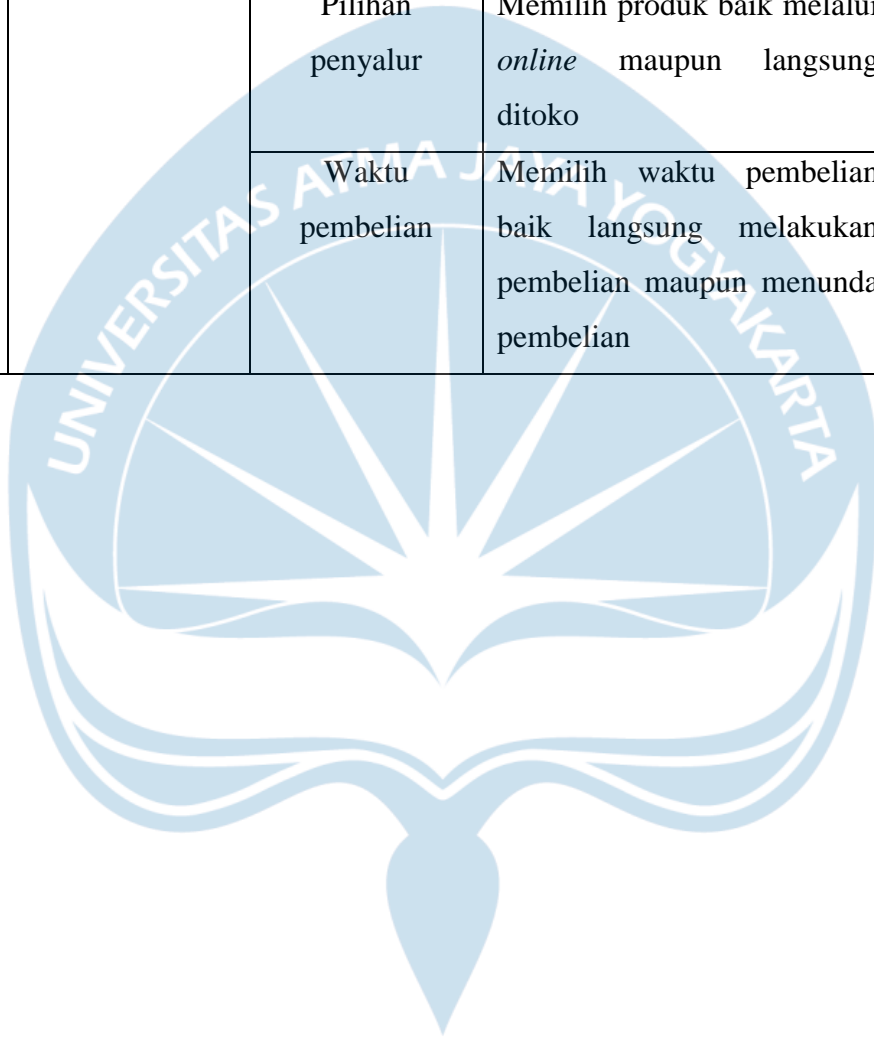 Pilihan
penyalur
Memilih produk baik melalui
online maupun langsung
ditoko
Waktu
pembelian
Memilih waktu pembelian
baik langsung melakukan
pembelian maupun menunda
pembelian
UNIVERSITAS ATMA JAYA YOGYAKARTA